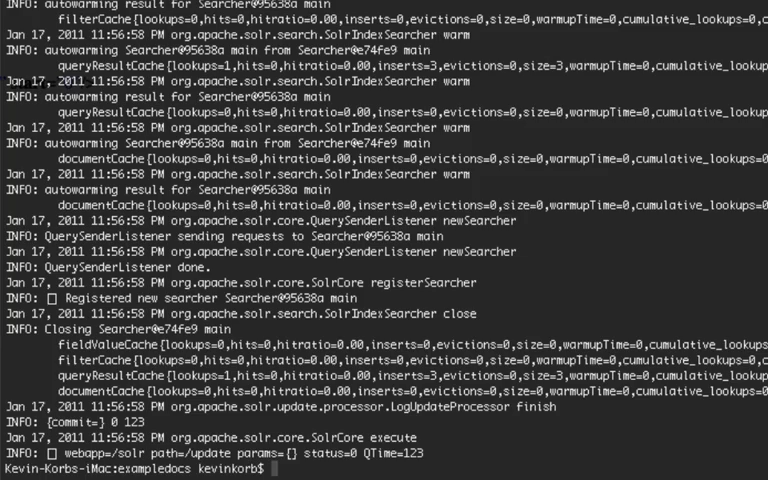 INFO: autowarming result for Searcher@95638a main
filterCache{lookups=0,hits=0,hitratio=0.00,inserts=0,evictions=0,size=0,warmupTime=0,cumulative_lookups=0,c
Jan 17, 2011 11:56:58 PM org.apache.solr.search.SolrIndexSearcher warm
INFO: autowarming Searcher@95638a main from Searcher@e74fe9 main
queryResultCache{lookups=1,hits=0,hitratio=0.00,inserts=3,evictions=0,size=3,warmupTime=0,cumulative_lookup
Jan 17, 2011 11:56:58 PM org.apache.solr.search.SolrIndexSearcher warm
INFO: autowarming result for Searcher@95638a main
queryResultCache{lookups=0,hits=0,hitratio=0.00,inserts=0,evictions=0,size=0,warmupTime=0,cumulative_lookup
Jan 17, 2011 11:56:58 PM org.apache.solr.search.SolrIndexSearcher warm
INFO: autowarming Searcher@95638a main from Searcher@e74fe9 main
documentCache{lookups=0,hits=0,hitratio=0.00,inserts=0,evictions=0,size=0,warmupTime=0,cumulative_lookups=0
Jan 17, 2011 11:56:58 PM org.apache.solr.search.SolrIndexSearcher warm
INFO: autowarming result for Searcher@95638a main
documentCache{lookups=0,hits=0,hitratio=0.00,inserts=0,evictions=0,size=0,warmupTime=0,cumulative_lookups=0
Jan 17, 2011 11:56:58 PM org.apache.solr.core.QuerySenderListener newSearcher
INFO: QuerySenderListener sending requests to Searcher@95638a main
Jan 17, 2011 11:56:58 PM org.apache.solr.core.QuerySenderListener newSearcher
INFO: QuerySenderListener done.
Jan 17, 2011 11:56:58 PM org.apache.solr.core.SolrCore registerSearcher
INFO: [] Registered new searcher Searcher@95638a main
Jan 17, 2011 11:56:58 PM org.apache.solr.search.SolrIndexSearcher close
INFO: Closing Searcher@e74fe9 main
fieldValueCache{lookups=0,hits=0,hitratio=0.00,inserts=0,evictions=0,size=0,warmupTime=0,cumulative_lookups
filterCache{lookups=0,hits=0,hitratio=0.00,inserts=0,evictions=0,size=0,warmupTime=0,cumulative_lookups=0,c
queryResultCache{lookups=1,hits=0,hitratio=0.00,inserts=3,evictions=0,size=3,warmupTime=0,cumulative_lookup
documentCache{lookups=0,hits=0,hitratio=0.00,inserts=0,evictions=0,size=0,warmupTime=0,cumulative_lookups=0
Jan 17, 2011 11:56:58 PM org.apache.solr.update.processor.LogUpdateProcessor finish
INFO: {commit=} 0 123
Jan 17, 2011 11:56:58 PM org.apache.solr.core.SolrCore execute
INFO: [] webapp=/solr path=/update params={} status=0 QTime=123
Kevin-Korbs-iMac:exampledocs kevinkorb$